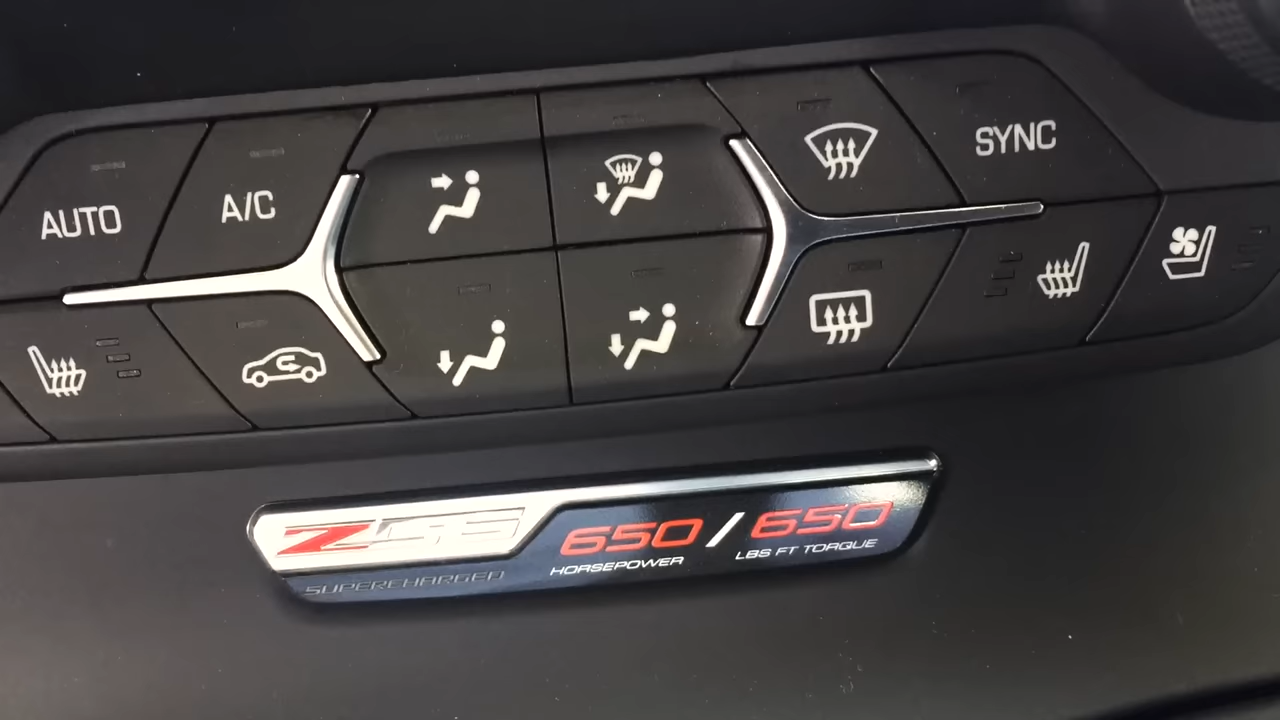 AUTO
A/C
SYNC
Z06
650 / 650
HORSEPOWER
LBS FT TORQUE
SUPERCHARGED